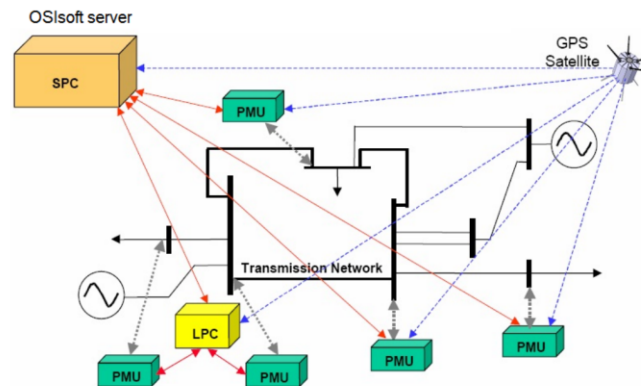 OSIsoft server
GPS
Satellite
SPC
PMU
Transmission Network
LPC
PMU
PMU
PMU
PMU